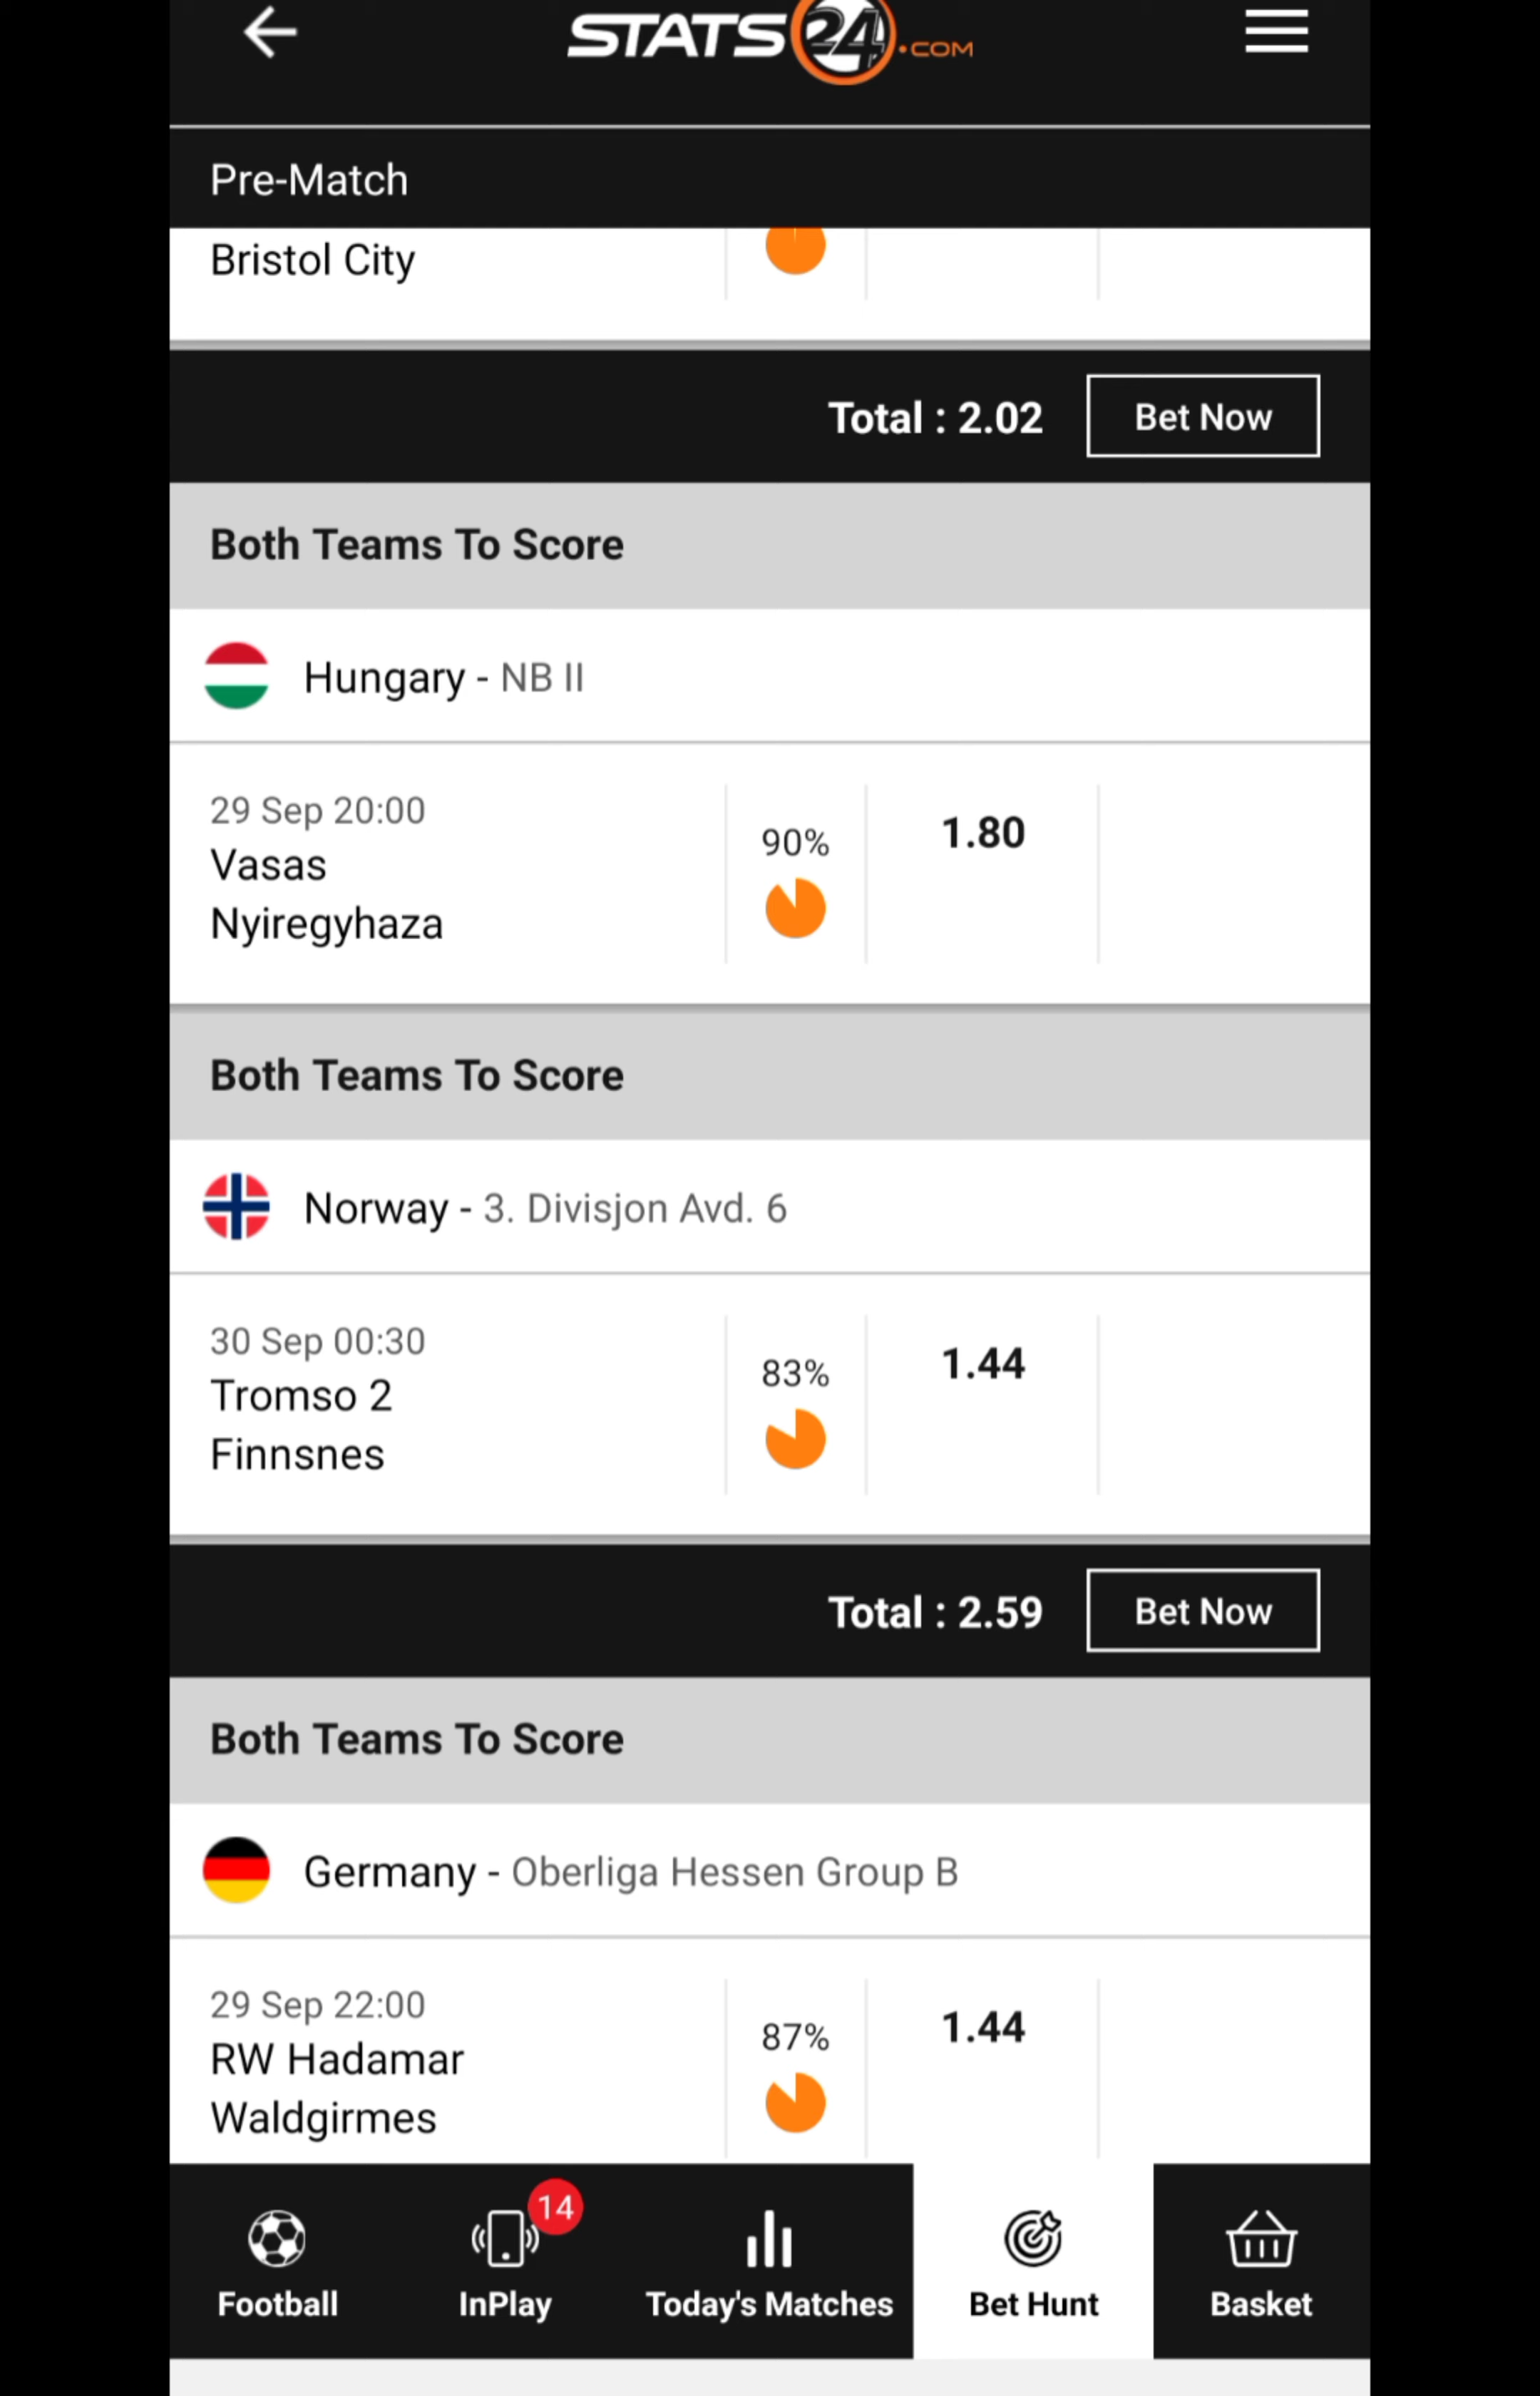 STATS24.COM
Pre-Match
Bristol City
Total : 2.02 Bet Now
Both Teams To Score
Hungary - NB II
29 Sep 20:00
Vasas
Nyiregyhaza
90%
1.80
Both Teams To Score
Norway - 3. Divisjon Avd. 6
30 Sep 00:30
Tromso 2
Finnsnes
83%
1.44
Total : 2.59 Bet Now
Both Teams To Score
Germany - Oberliga Hessen Group B
29 Sep 22:00
RW Hadamar
Waldgirmes
87%
1.44
14
Football InPlay Today's Matches Bet Hunt Basket